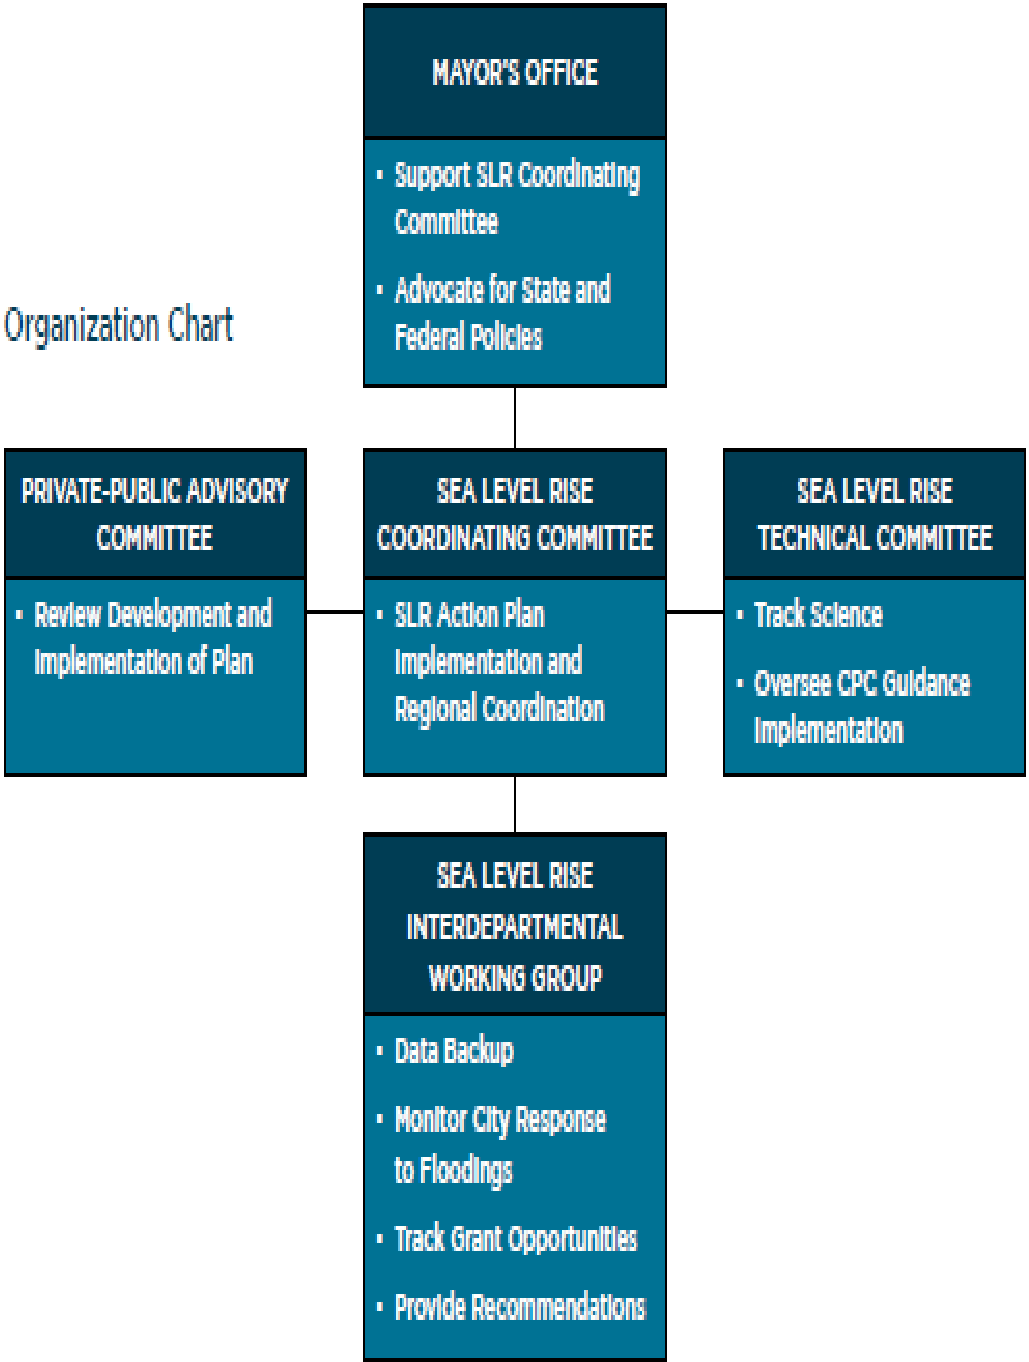 MAYOR'S OFFICE
• Support SLR Coordinating
Committee
• Advocate for State and
Federal Policies
Organization Chart
PRIVATE-PUBLIC ADVISORY
COMMITTEE
• Review Development and
Implementation of Plan
SEA LEVEL RISE
COORDINATING COMMITTEE
• SLR Action Plan
Implementation and
Regional Coordination
SEA LEVEL RISE
TECHNICAL COMMITTEE
• Track Science
• Oversee CPC Guidance
Implementation
SEA LEVEL RISE
INTERDEPARTMENTAL
WORKING GROUP
• Data Backup
• Monitor City Response
to Floodings
• Track Grant Opportunities
• Provide Recommendations